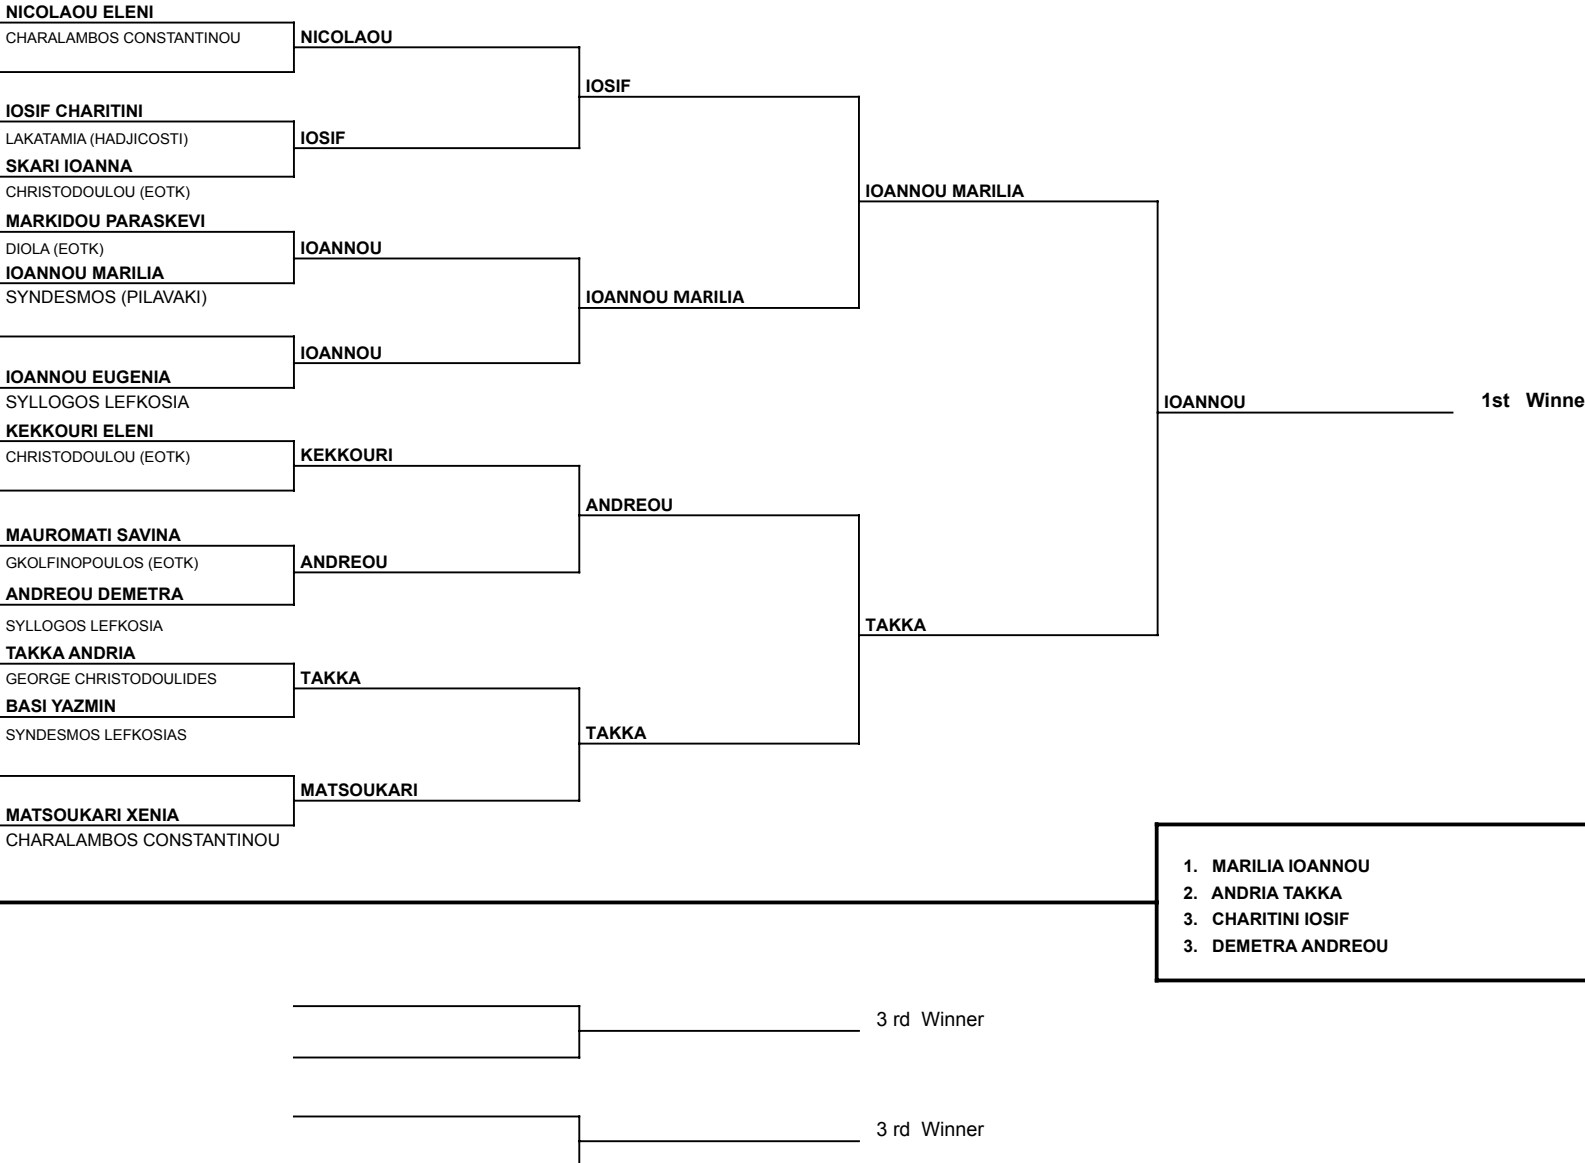 NICOLAOU ELENI
CHARALAMBOS CONSTANTINOU
NICOLAOU
IOSIF
IOSIF CHARITINI
LAKATAMIA (HADJICOSTI)
IOSIF
SKARI IOANNA
CHRISTODOULOU (EOTK)
IOANNOU MARILIA
MARKIDOU PARASKEVI
DIOLA (EOTK)
IOANNOU
IOANNOU MARILIA
SYNDESMOS (PILAVAKI)
IOANNOU MARILIA
IOANNOU
IOANNOU EUGENIA
SYLLOGOS LEFKOSIA
IOANNOU
1st Winne
KEKKOURI ELENI
CHRISTODOULOU (EOTK)
KEKKOURI
ANDREOU
MAUROMATI SAVINA
GKOLFINOPOULOS (EOTK)
ANDREOU
ANDREOU DEMETRA
SYLLOGOS LEFKOSIA
TAKKA
TAKKA ANDRIA
GEORGE CHRISTODOULIDES
TAKKA
BASI YAZMIN
SYNDESMOS LEFKOSIAS
TAKKA
MATSOUKARI
MATSOUKARI XENIA
CHARALAMBOS CONSTANTINOU
1. MARILIA IOANNOU
2. ANDRIA TAKKA
3. CHARITINI IOSIF
3. DEMETRA ANDREOU
3 rd Winner
3 rd Winner